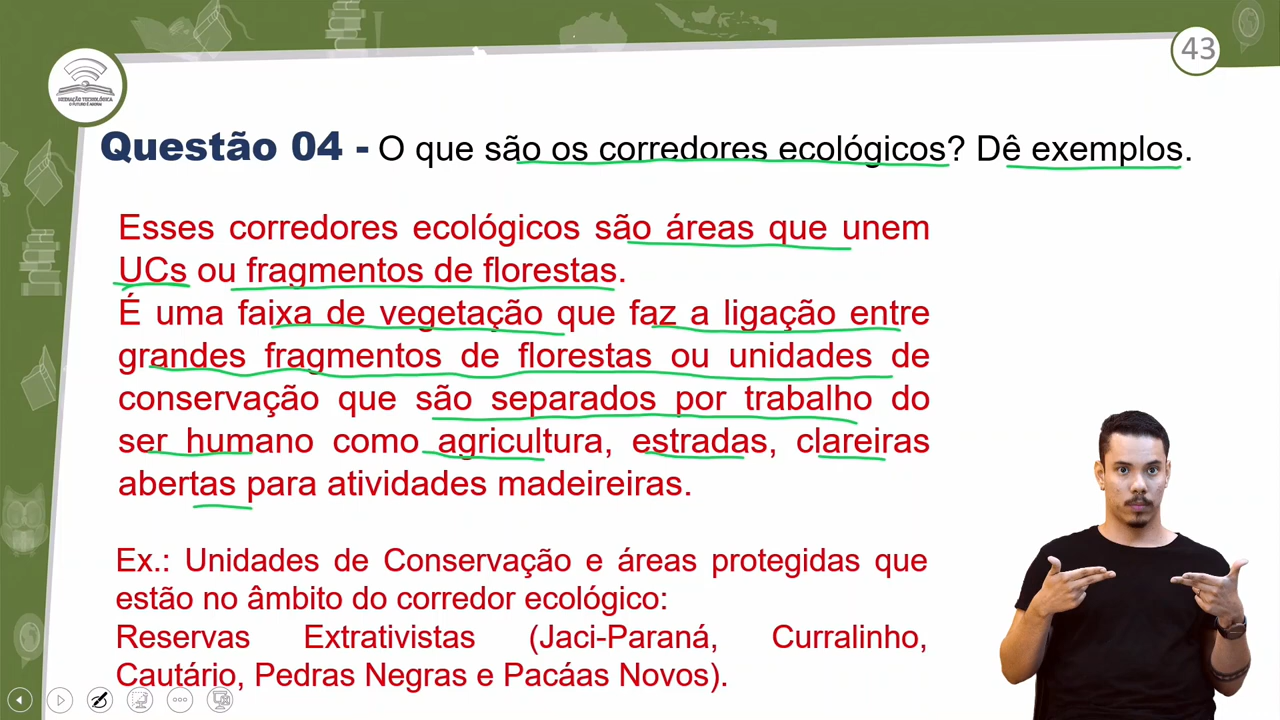 43
MEDIAÇÃO TECNOLÓGICA
O FUTURO É AGORA
Questão 04 - O que são os corredores ecológicos? Dê exemplos.
Esses corredores ecológicos são áreas que unem
UCs ou fragmentos de florestas.
É uma faixa de vegetação que faz a ligação entre
grandes fragmentos de florestas ou unidades de
conservação que são separados por trabalho do
ser humano como agricultura, estradas, clareiras
abertas para atividades madeireiras.
Ex.: Unidades de Conservação e áreas protegidas que
estão no âmbito do corredor ecológico:
Reservas Extrativistas (Jaci-Paraná, Curralinho,
Cautário, Pedras Negras e Pacáas Novos).